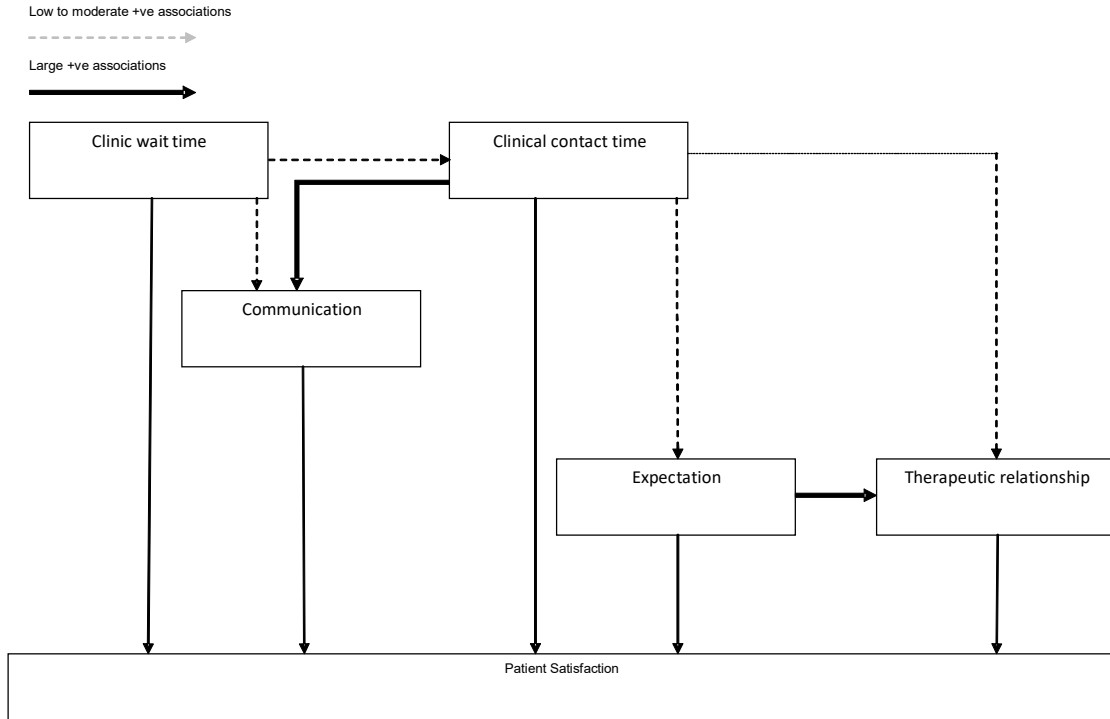 Low to moderate +ve associations
Large +ve associations
Clinic wait time
Clinical contact time
Communication
Expectation
Therapeutic relationship
Patient Satisfaction